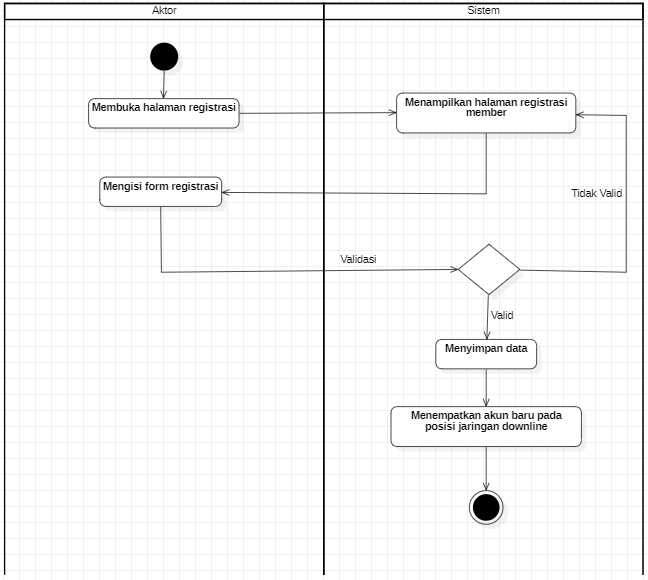 Aktor
Sistem
Membuka halaman registrasi
Menampilkan halaman registrasi
member
Mengisi form registrasi
Tidak Valid
Validasi
Valid
Menyimpan data
Menempatkan akun baru pada
posisi jaringan downline